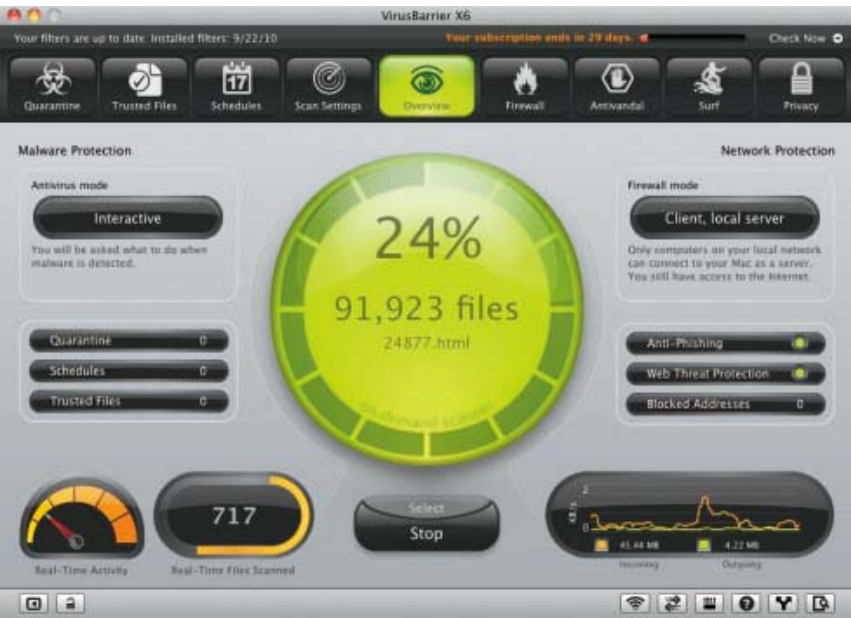 VirusBarrier X6
Your filters are up to date. Installed filters: 9/22/10
Your subscription ends in 29 days.
Check Now
Quarantine
Trusted Files
Schedules
17
Scan Settings
Overview
Firewall
Antivandal
Surf
Privacy
Malware Protection
Network Protection
Antivirus mode
Interactive
You will be asked what to do when
malware is detected.
Firewall mode
Client, local server
Only computers on your local network
can connect to your Mac as a server.
You still have access to the Internet.
24%
91,923 files
24877.html
on-demand scanner
Quarantine 0
Schedules 0
Trusted Files 0
Anti-Phishing
Web Threat Protection
Blocked Addresses 0
Real-Time Activity
717
Real-Time Files Scanned
Select
Stop
2
KB/s
0
45.44 MB
4.22 MB
Incoming
Outgoing